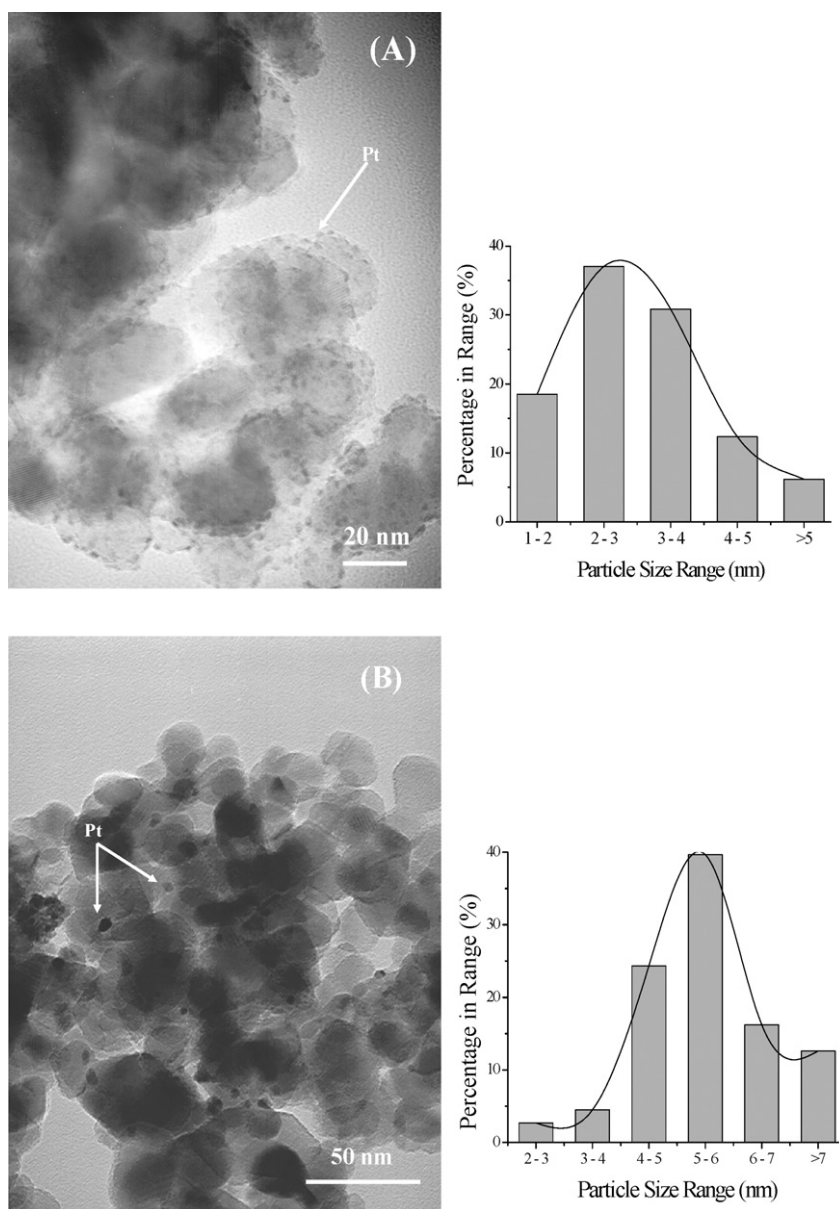 (A)
Pt
20 nm
Percentage in Range (%)
40
30
20
10
0
1 - 2
2 - 3
3 - 4
4 - 5
>5
Particle Size Range (nm)
(B)
Pt
50 nm
Percentage in Range (%)
40
30
20
10
0
2 - 3
3 - 4
4 - 5
5 - 6
6 - 7
>7
Particle Size Range (nm)